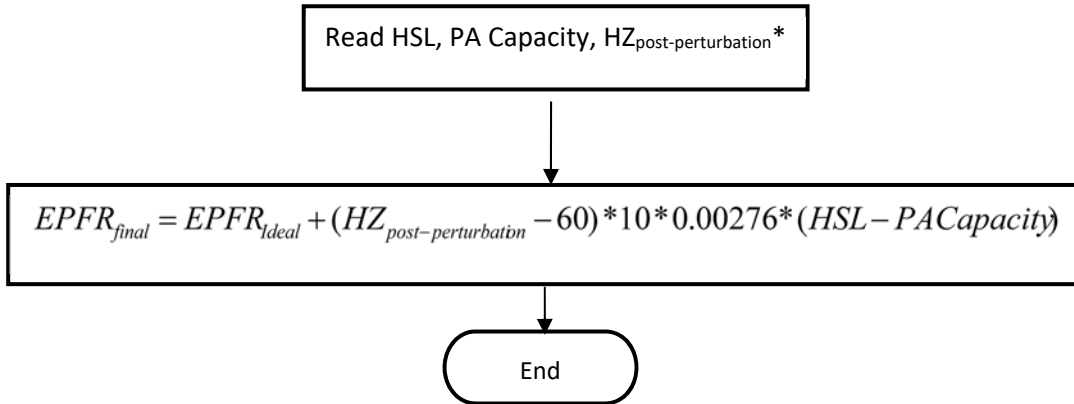 Read HSL, PA Capacity, HZpost-perturbation*
EPFRfinal = EPFRIdeal + (HZpost-perturbation − 60) * 10 * 0.00276 * (HSL − PACapacity)
End